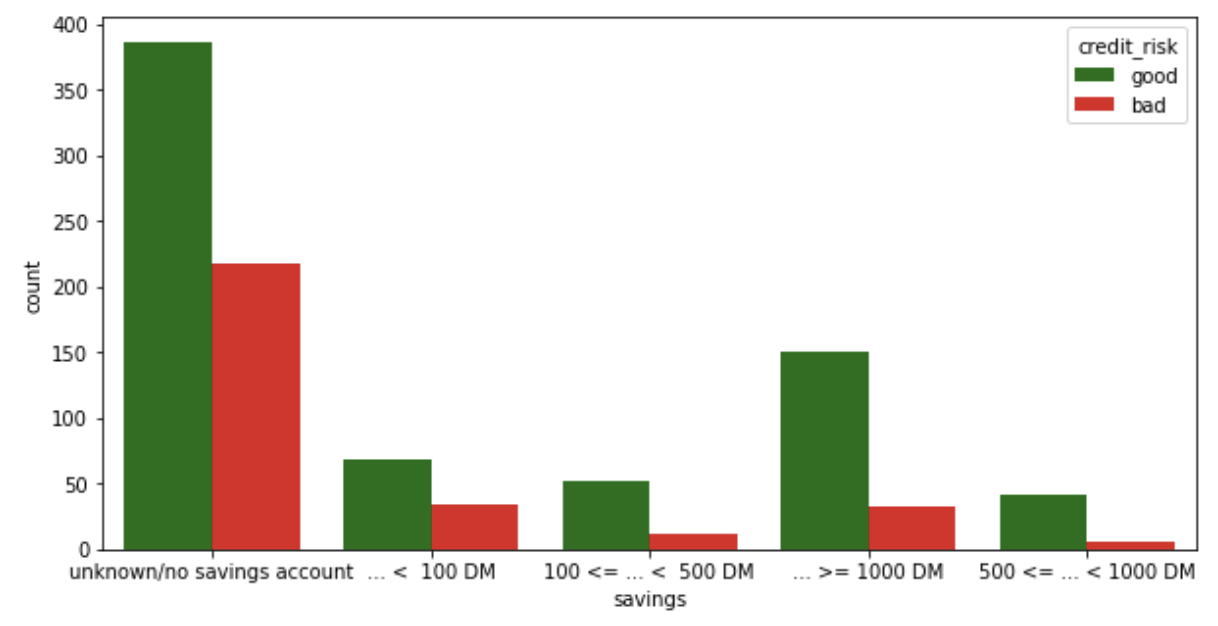 400
credit_risk
good
bad
350
300
250
200
150
100
50
0
count
unknown/no savings account ... < 100 DM 100 <= ... < 500 DM ... >= 1000 DM 500 <= ... < 1000 DM
savings